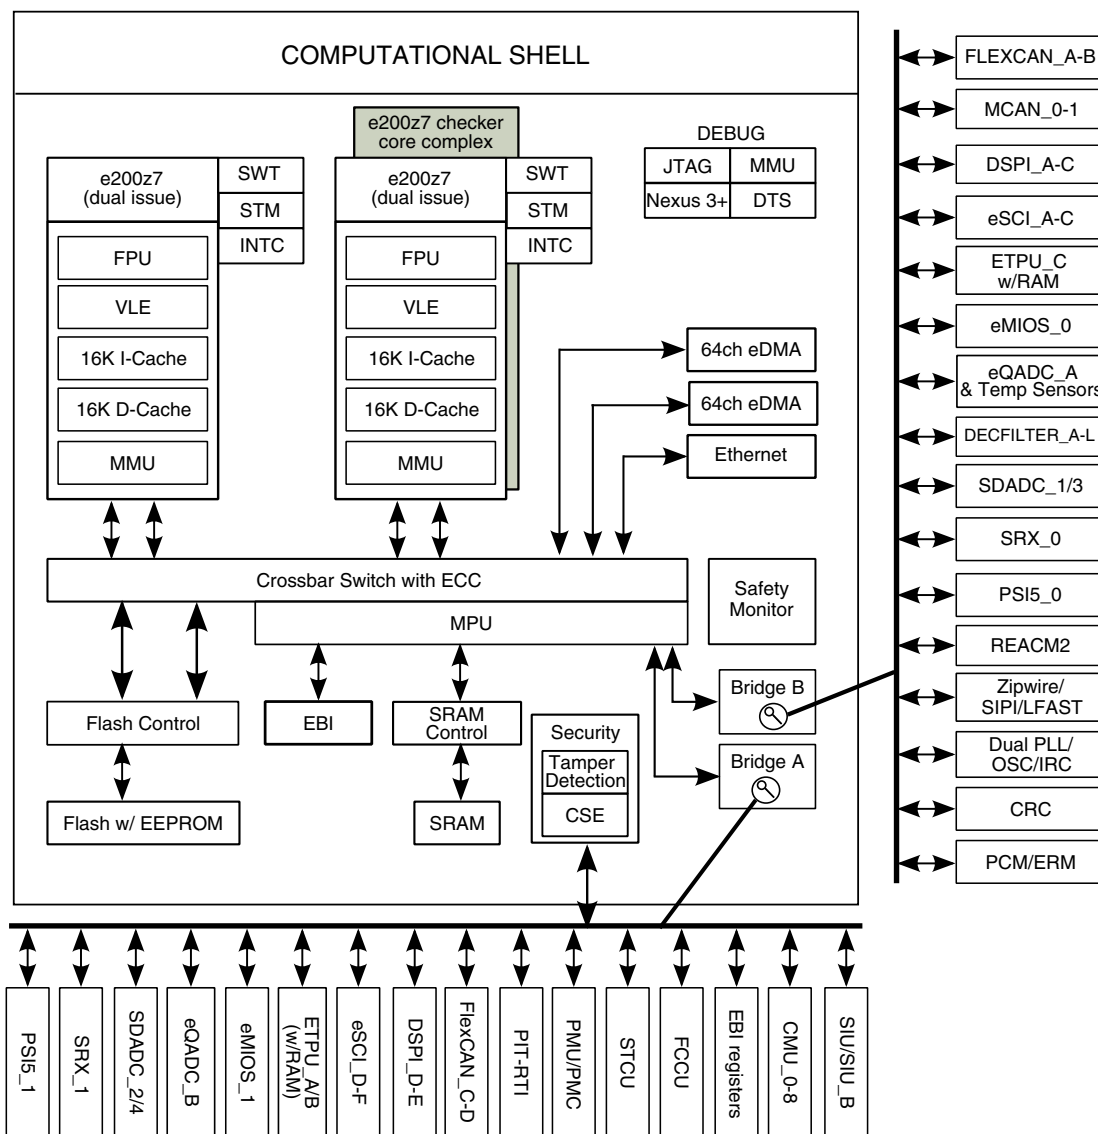 COMPUTATIONAL SHELL
e200z7 checker
core complex
e200z7
(dual issue)
SWT
STM
INTC
FPU
VLE
16K I-Cache
16K D-Cache
MMU
e200z7
(dual issue)
SWT
STM
INTC
FPU
VLE
16K I-Cache
16K D-Cache
MMU
DEBUG
JTAG
MMU
Nexus 3+
DTS
64ch eDMA
64ch eDMA
Ethernet
Crossbar Switch with ECC
MPU
Safety
Monitor
Flash Control
EBI
SRAM
Control
Security
Tamper
Detection
CSE
Bridge B
Bridge A
Flash w/ EEPROM
SRAM
FLEXCAN_A-B
MCAN_0-1
DSPI_A-C
eSCI_A-C
ETPU_C
w/RAM
eMIOS_0
eQADC_A
& Temp Sensors
DECFILTER_A-L
SDADC_1/3
SRX_0
PSI5_0
REACM2
Zipwire/
SIPI/LFAST
Dual PLL/
OSC/IRC
CRC
PCM/ERM
PSI5_1
SRX_1
SDADC_2/4
eQADC_B
eMIOS_1
ETPU_A/B
(w/RAM)
eSCI_D-F
DSPI_D-E
FlexCAN_C-D
PIT-RTI
PMU/PMC
STCU
FCCU
EBI registers
CMU_0-8
SIU/SIU_B